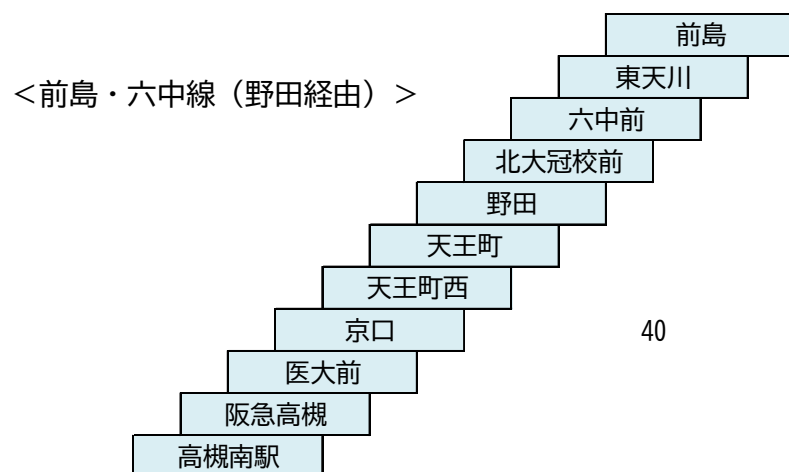 前島
東天川
＜前島・六中線（野田経由）＞
六中前
北大冠校前
野田
天王町
天王町西
京口
40
医大前
阪急高槻
高槻南駅